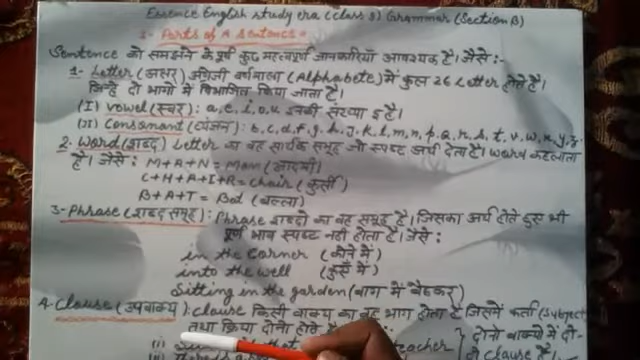 Essence English study era (Class 3) Grammar (Section B)
1- Parts of A Sentence
Sentence को समझने के पूर्व कुछ महत्वपूर्ण जानकारियाँ आवश्यक है। जैसे:-
1- Letter (अक्षर) अंग्रेजी वर्णमाला (Alphabets) में कुल 26 Letter होते हैं।
जिन्हें दो भागो में विभाजित किया जाता है।
(I) Vowel (स्वर): a, e, i, o, u इनकी संख्या 5 है।
(II) Consonant (व्यंजन): b, c, d, f, g, h, j, k, l, m, n, p, q, r, s, t, v, w, x, y, z.
2. Word (शब्द) Letter का वह सार्थक समूह जो स्पष्ट अर्थ देता है। Word कहलाता
है। जैसे: M+A+N = Man (आदमी)
C+H+A+I+R = Chair (कुर्सी)
B+A+T = Bat (बल्ला)
3- Phrase (शब्द समूह): Phrase शब्दो का वह समूह है। जिसका अर्थ होते हुए भी
पूर्ण भाव स्पष्ट नही होता है। जैसे:
in the corner (कोने में)
into the well (कुएँ में)
Sitting in the garden (बाग में बैठकर)
4- Clause (उपवाक्य): Clause किसी वाक्य का वह भाग होता है जिसमें कर्ता (Subject
तथा क्रिया दोनो होते
(i) teacher } दोनो वाक्यो में दो-
Clause है।